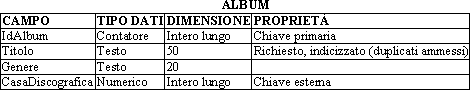 ALBUM
CAMPO TIPO DATI DIMENSIONE PROPRIETÀ
IdAlbum Contatore Intero lungo Chiave primaria
Titolo Testo 50 Richiesto, indicizzato (duplicati ammessi)
Genere Testo 20
CasaDiscografica Numerico Intero lungo Chiave esterna